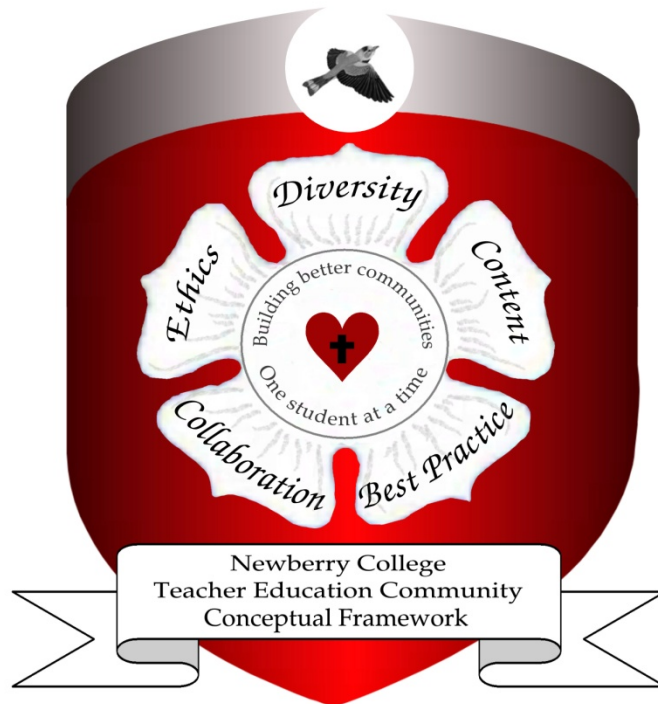 Diversity
Content
Best Practice
Collaboration
Ethics
Building better communities
One student at a time
Newberry College
Teacher Education Community
Conceptual Framework